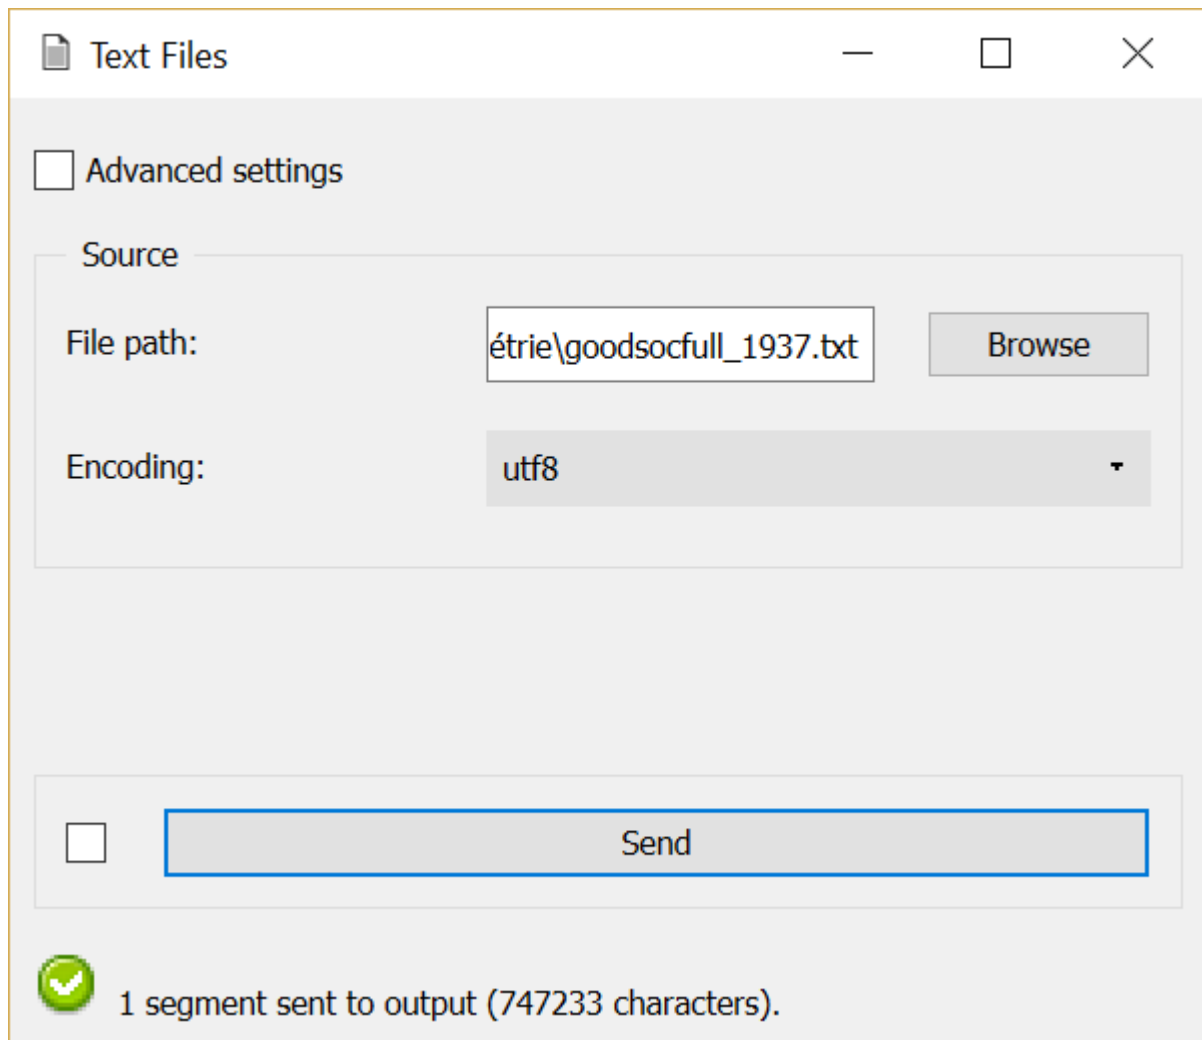 Text Files
Advanced settings
Source
File path:
étrie\goodsocfull_1937.txt
Browse
Encoding:
utf8
Send
1 segment sent to output (747233 characters).